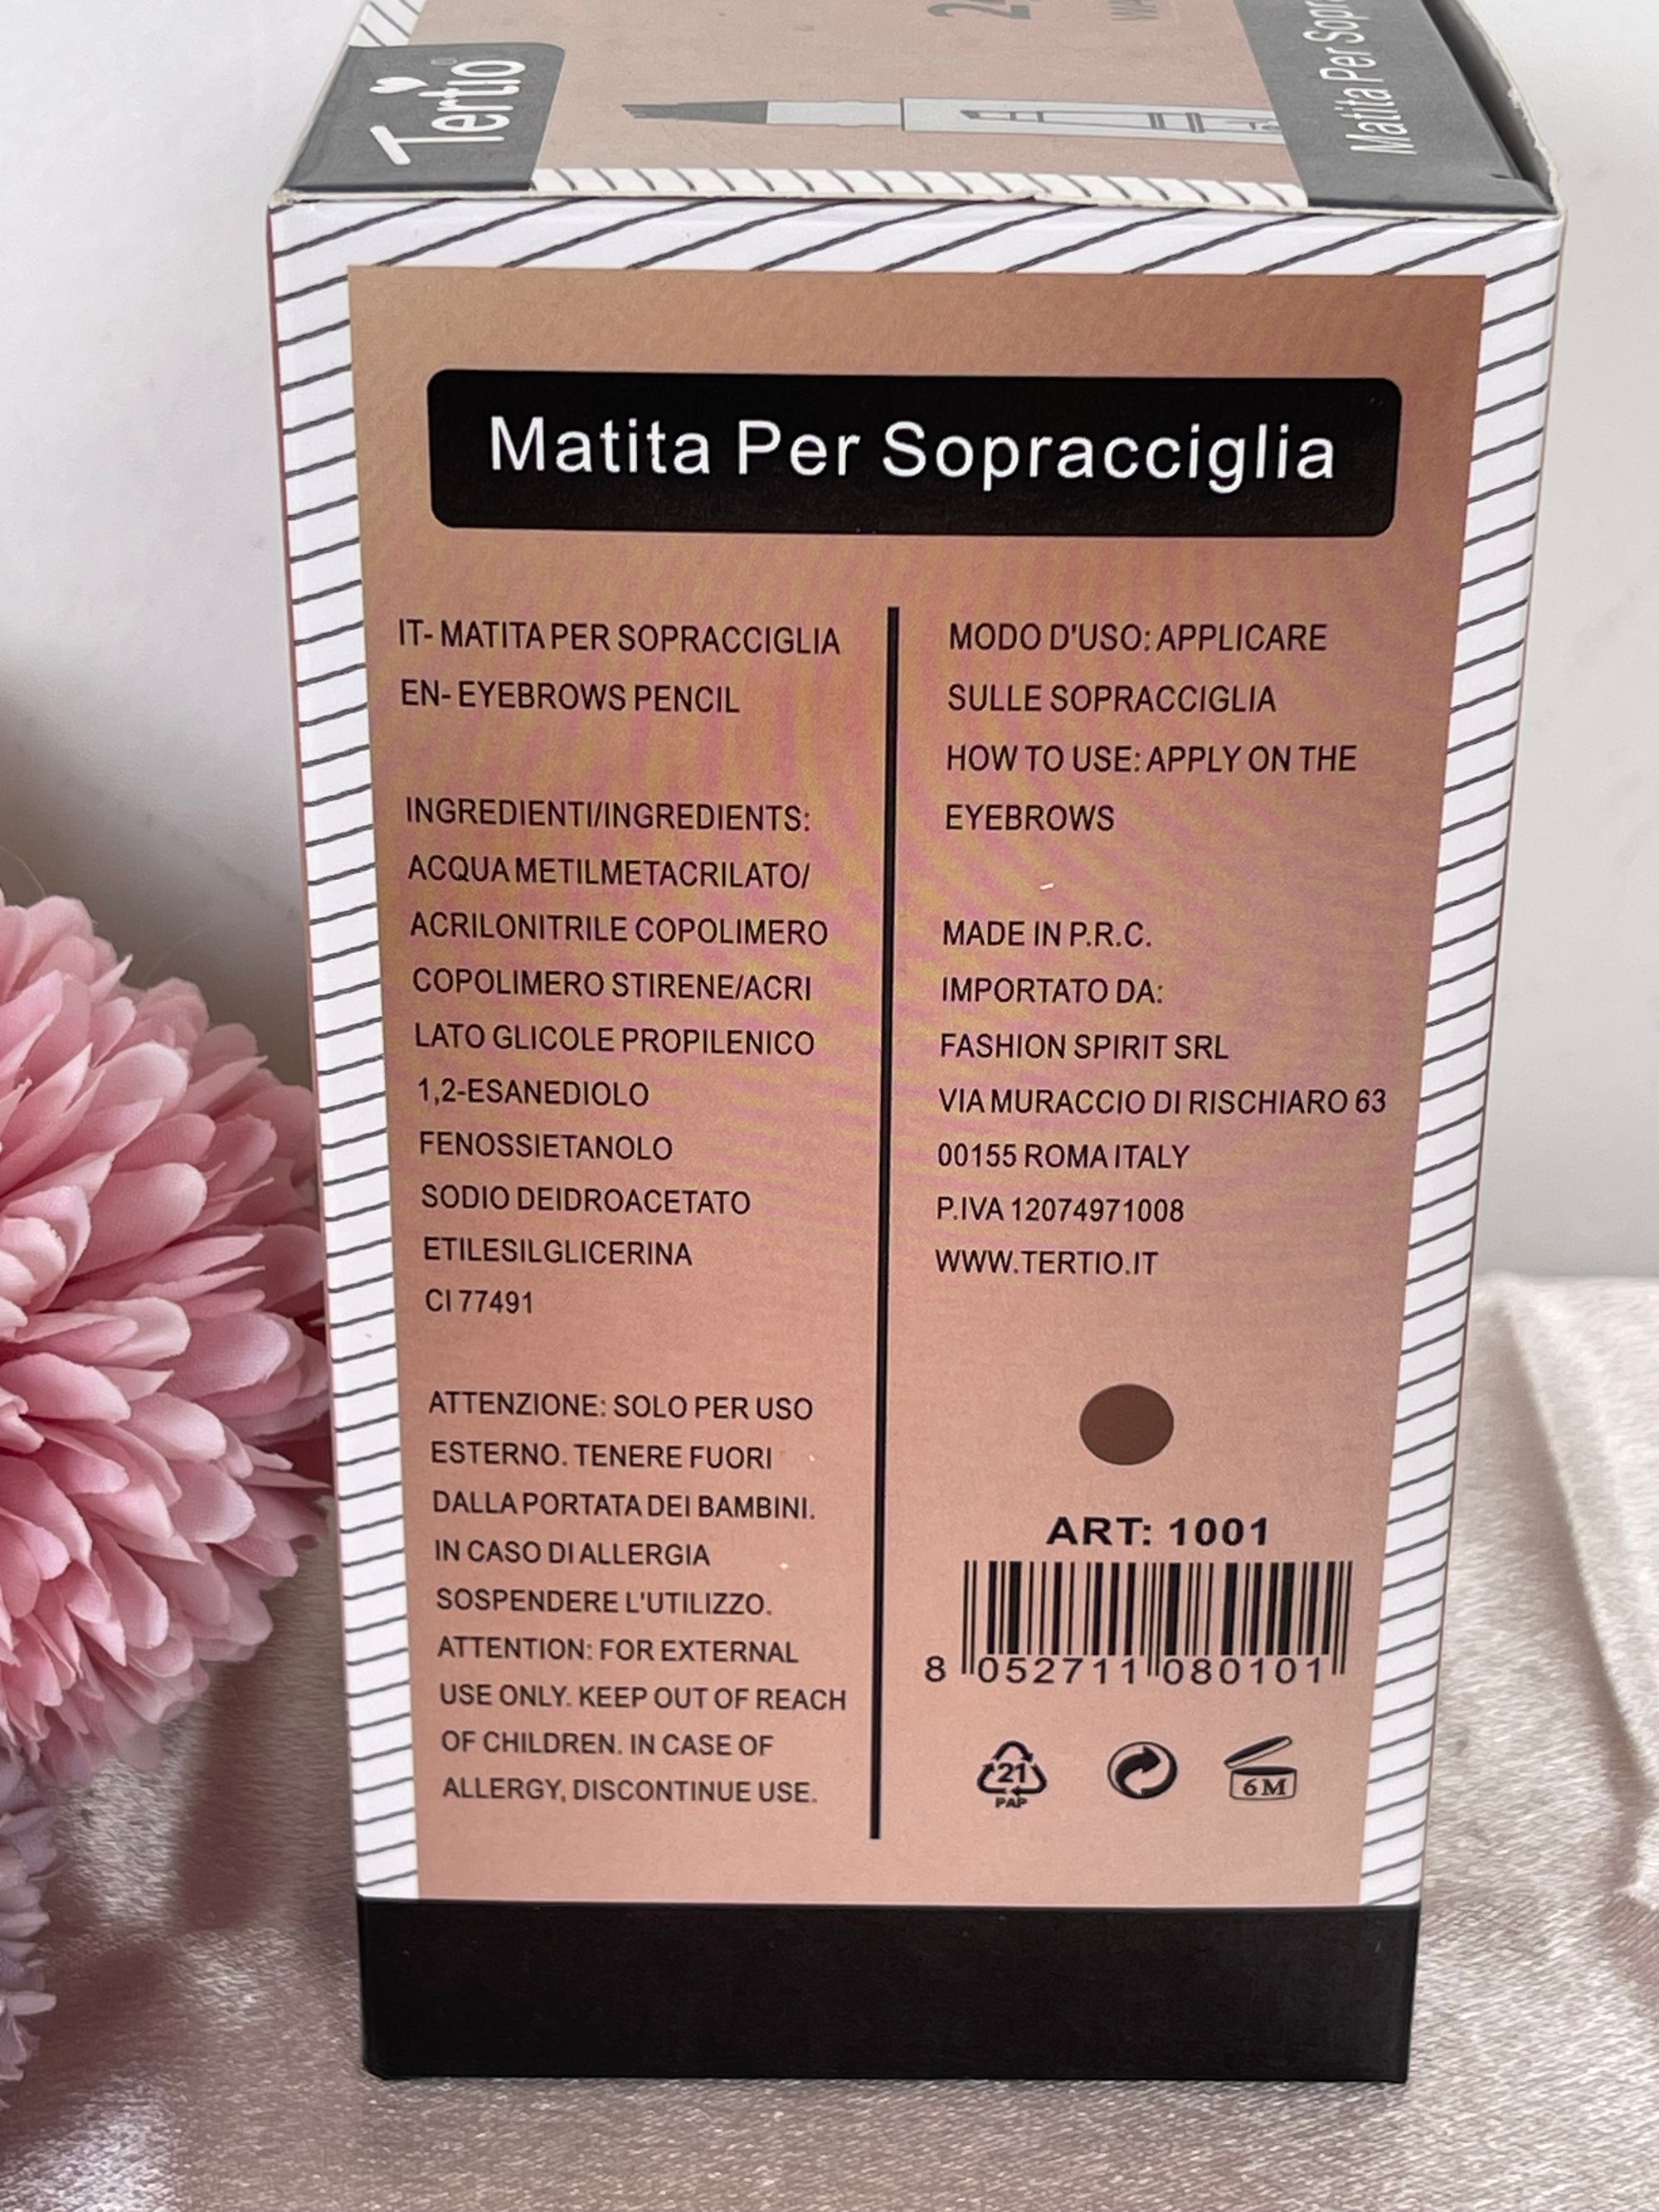 Tertio
Matita Per Sopra
Matita Per Sopracciglia
IT- MATITA PER SOPRACCIGLIA
EN- EYEBROWS PENCIL
INGREDIENTI/INGREDIENTS:
ACQUA METILMETACRILATO/
ACRILONITRILE COPOLIMERO
COPOLIMERO STIRENE/ACRI
LATO GLICOLE PROPILENICO
1,2-ESANEDIOLO
FENOSSIETANOLO
SODIO DEIDROACETATO
ETILESILGLICERINA
CI 77491
ATTENZIONE: SOLO PER USO
ESTERNO. TENERE FUORI
DALLA PORTATA DEI BAMBINI.
IN CASO DI ALLERGIA
SOSPENDERE L'UTILIZZO.
ATTENTION: FOR EXTERNAL
USE ONLY. KEEP OUT OF REACH
OF CHILDREN. IN CASE OF
ALLERGY, DISCONTINUE USE.
MODO D'USO: APPLICARE
SULLE SOPRACCIGLIA
HOW TO USE: APPLY ON THE
EYEBROWS
MADE IN P.R.C.
IMPORTATO DA:
FASHION SPIRIT SRL
VIA MURACCIO DI RISCHIARO 63
00155 ROMA ITALY
P.IVA 12074971008
WWW.TERTIO.IT
ART: 1001
8 052711 080101
21
PAP
6M